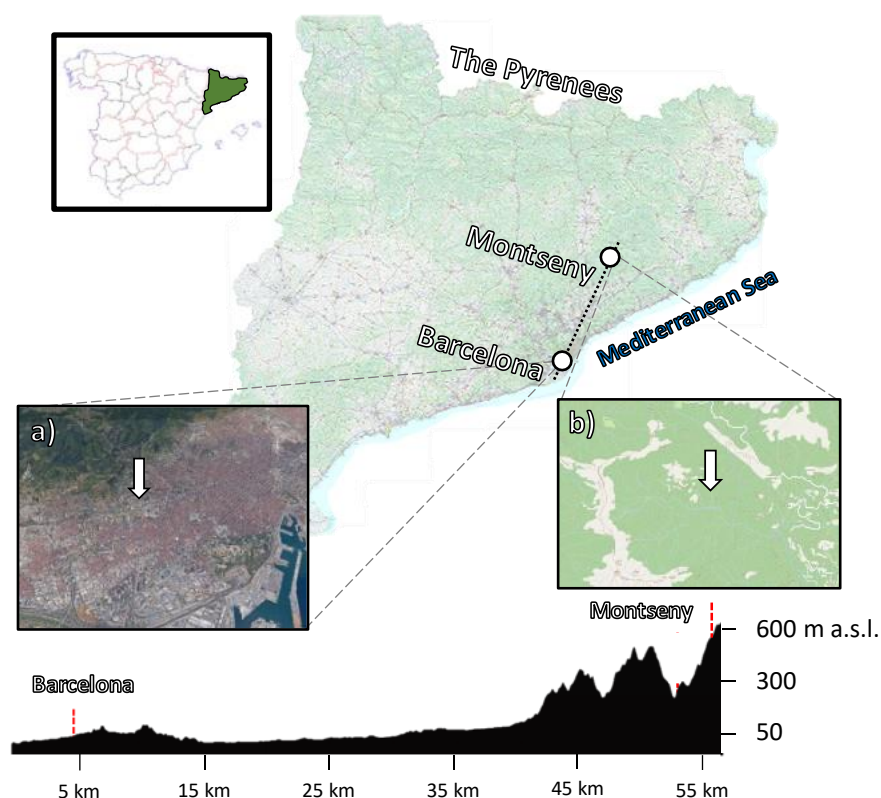 The Pyrenees
Montseny
Barcelona
Mediterranean Sea
a)
b)
Montseny
600 m a.s.l.
300
50
Barcelona
5 km
15 km
25 km
35 km
45 km
55 km